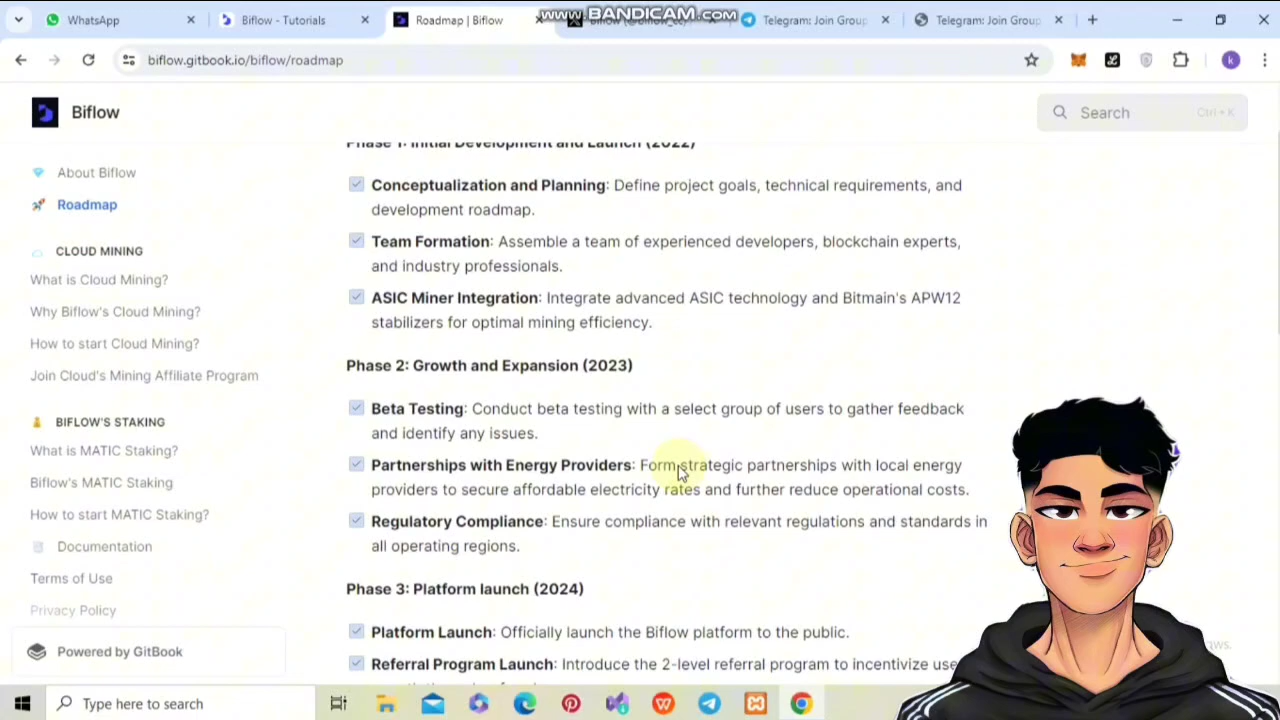 WhatsApp
Biflow - Tutorials
Roadmap | Biflow
www.BANDICAM.com
Telegram: Join Group
Telegram: Join Group
biflow.gitbook.io/biflow/roadmap
k
Biflow
Search
Ctrl + K
About Biflow
Roadmap
CLOUD MINING
What is Cloud Mining?
Why Biflow's Cloud Mining?
How to start Cloud Mining?
Join Cloud's Mining Affiliate Program
BIFLOW'S STAKING
What is MATIC Staking?
Biflow's MATIC Staking
How to start MATIC Staking?
Documentation
Terms of Use
Privacy Policy
Powered by GitBook
Phase 1: Initial Development and Launch (2022)
Conceptualization and Planning: Define project goals, technical requirements, and
development roadmap.
Team Formation: Assemble a team of experienced developers, blockchain experts,
and industry professionals.
ASIC Miner Integration: Integrate advanced ASIC technology and Bitmain's APW12
stabilizers for optimal mining efficiency.
Phase 2: Growth and Expansion (2023)
Beta Testing: Conduct beta testing with a select group of users to gather feedback
and identify any issues.
Partnerships with Energy Providers: Form strategic partnerships with local energy
providers to secure affordable electricity rates and further reduce operational costs.
Regulatory Compliance: Ensure compliance with relevant regulations and standards in
all operating regions.
Phase 3: Platform launch (2024)
Platform Launch: Officially launch the Biflow platform to the public.
Referral Program Launch: Introduce the 2-level referral program to incentivize use
Type here to search